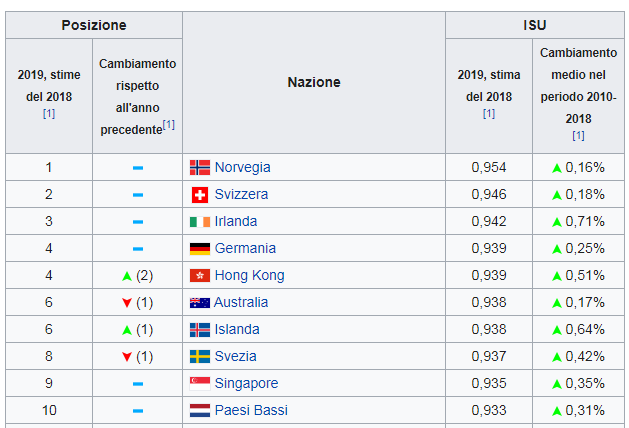 Posizione
Nazione
ISU
2019, stime
del 2018
[1]
Cambiamento
rispetto
all'anno
precedente[1]
2019, stima
del 2018
[1]
Cambiamento
medio nel
periodo 2010-
2018
[1]
1 – Norvegia 0,954 0,16%
2 – Svizzera 0,946 0,18%
3 – Irlanda 0,942 0,71%
4 – Germania 0,939 0,25%
4 (2) Hong Kong 0,939 0,51%
6 (1) Australia 0,938 0,17%
6 (1) Islanda 0,938 0,64%
8 (1) Svezia 0,937 0,42%
9 – Singapore 0,935 0,35%
10 – Paesi Bassi 0,933 0,31%